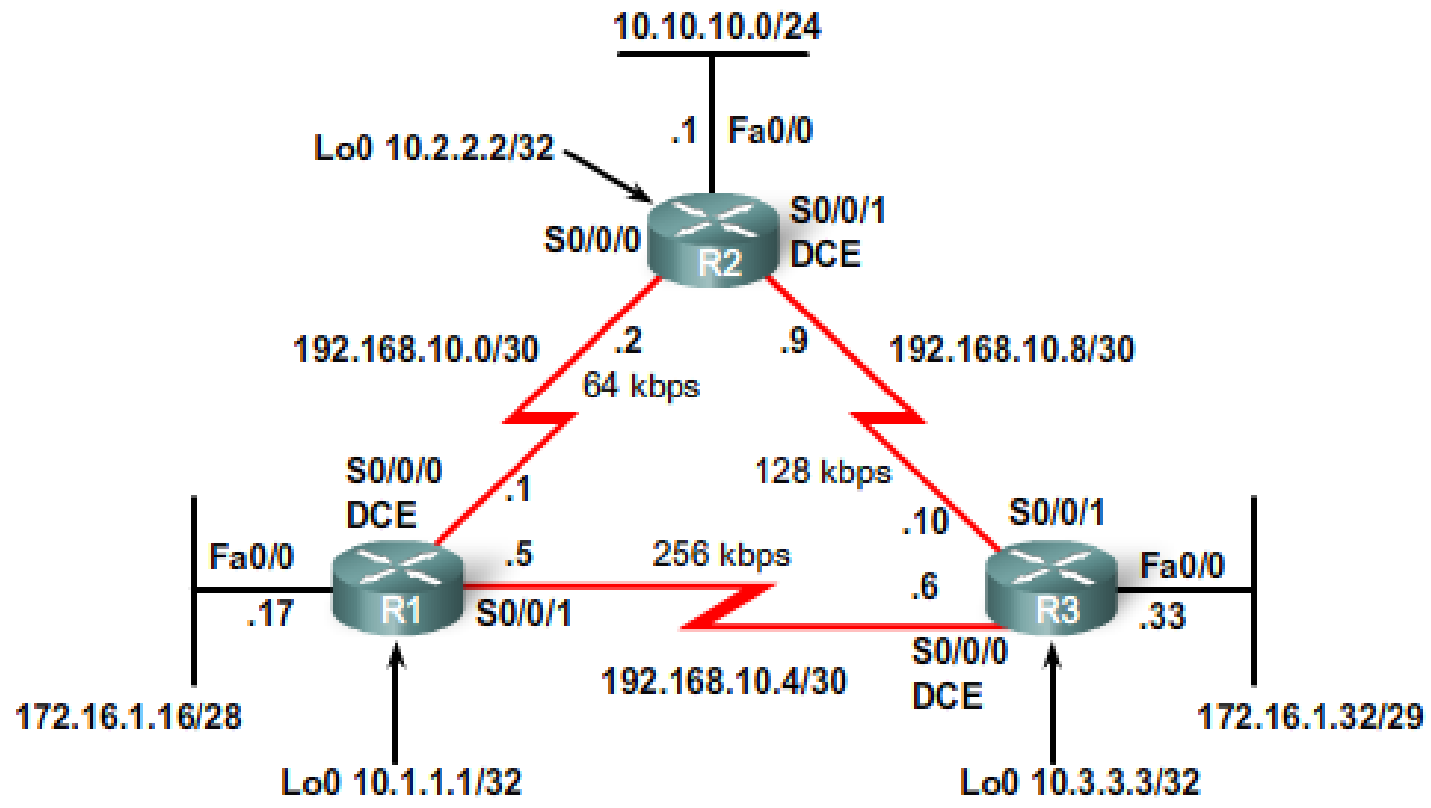 10.10.10.0/24
.1 Fa0/0
Lo0 10.2.2.2/32
S0/0/0
S0/0/1
DCE
R2
192.168.10.0/30
.2
64 kbps
.9
192.168.10.8/30
S0/0/0
DCE
.1
128 kbps
.10
S0/0/1
Fa0/0
.17
R1
.5
S0/0/1
256 kbps
.6
R3
Fa0/0
.33
S0/0/0
DCE
192.168.10.4/30
172.16.1.16/28
172.16.1.32/29
Lo0 10.1.1.1/32
Lo0 10.3.3.3/32